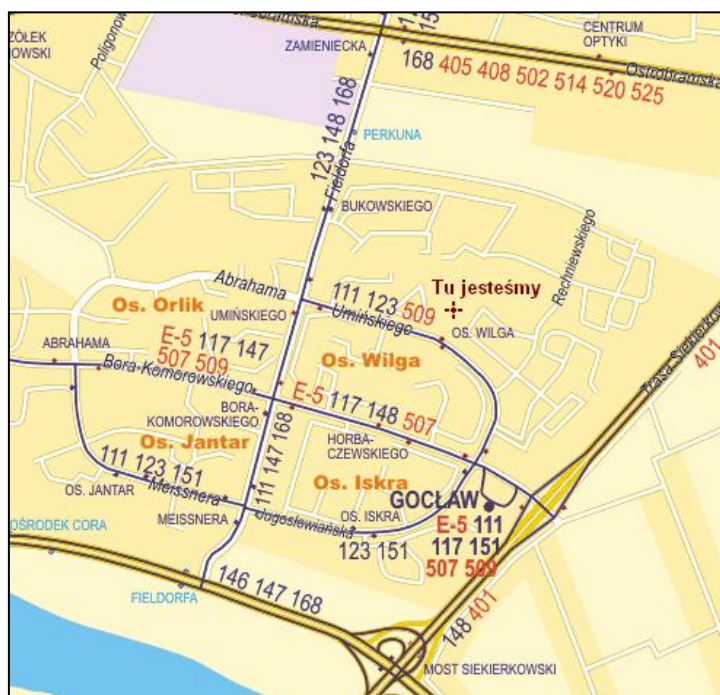 Ostrobramska
CENTRUM
OPTYKI
ZAMIENIECKA
168 405 408 502 514 520 525
Ostrobramska
Poligonowa
PERKUNA
123 148 168
Fieldorfa
BUKOWSKIEGO
Rechniewskiego
Abrahama
111 123 509
Umińskiego
Tu jesteśmy
OS. WILGA
Os. Orlik
UMIŃSKIEGO
ABRAHAMA
E-5 117 147
507 509
Bora-Komorowskiego
Os. Wilga
E-5 117 148 507
Trasa Siekierkow
401
BORA-
KOMOROWSKIEGO
HORBA-
CZEWSKIEGO
Os. Jantar
111 123 151
Meissnera
OS. JANTAR
111 147 168
Os. Iskra
GOCŁAW
E-5 111
117 151
507 509
MEISSNERA
Jugosłowiańska
OS. ISKRA
123 151
OŚRODEK CORA
FIELDORFA
146 147 168
148 401
MOST SIEKIERKOWSKI